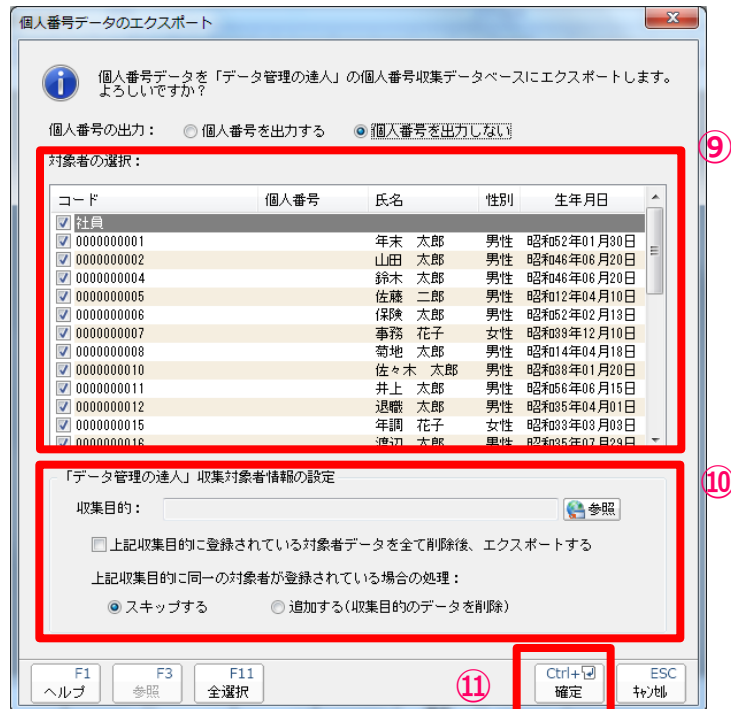 個人番号データのエクスポート
個人番号データを「データ管理の達人」の個人番号収集データベースにエクスポートします。
よろしいですか？
個人番号の出力： 個人番号を出力する 個人番号を出力しない
⑨
対象者の選択：
コード 個人番号 氏名 性別 生年月日
社員
0000000001 年末 太郎 男性 昭和52年01月30日
0000000002 山田 太郎 男性 昭和46年06月20日
0000000004 鈴木 太郎 男性 昭和46年06月20日
0000000005 佐藤 二郎 男性 昭和12年04月10日
0000000006 保険 太郎 男性 昭和52年02月13日
0000000007 事務 花子 女性 昭和39年12月10日
0000000008 菊地 太郎 男性 昭和14年04月18日
0000000010 佐々木 太郎 男性 昭和38年01月20日
0000000011 井上 太郎 男性 昭和56年06月15日
0000000012 退職 太郎 男性 昭和35年04月01日
0000000015 年調 花子 女性 昭和33年03月03日
0000000016 渡辺 太郎 男性 昭和35年07月29日
「データ管理の達人」収集対象者情報の設定
⑩
収集目的： 参照
上記収集目的に登録されている対象者データを全て削除後、エクスポートする
上記収集目的に同一の対象者が登録されている場合の処理：
スキップする 追加する(収集目的のデータを削除)
F1 F3 F11 Ctrl+ ESC
ヘルプ 参照 全選択 ⑪ 確定 ｷｬﾝｾﾙ